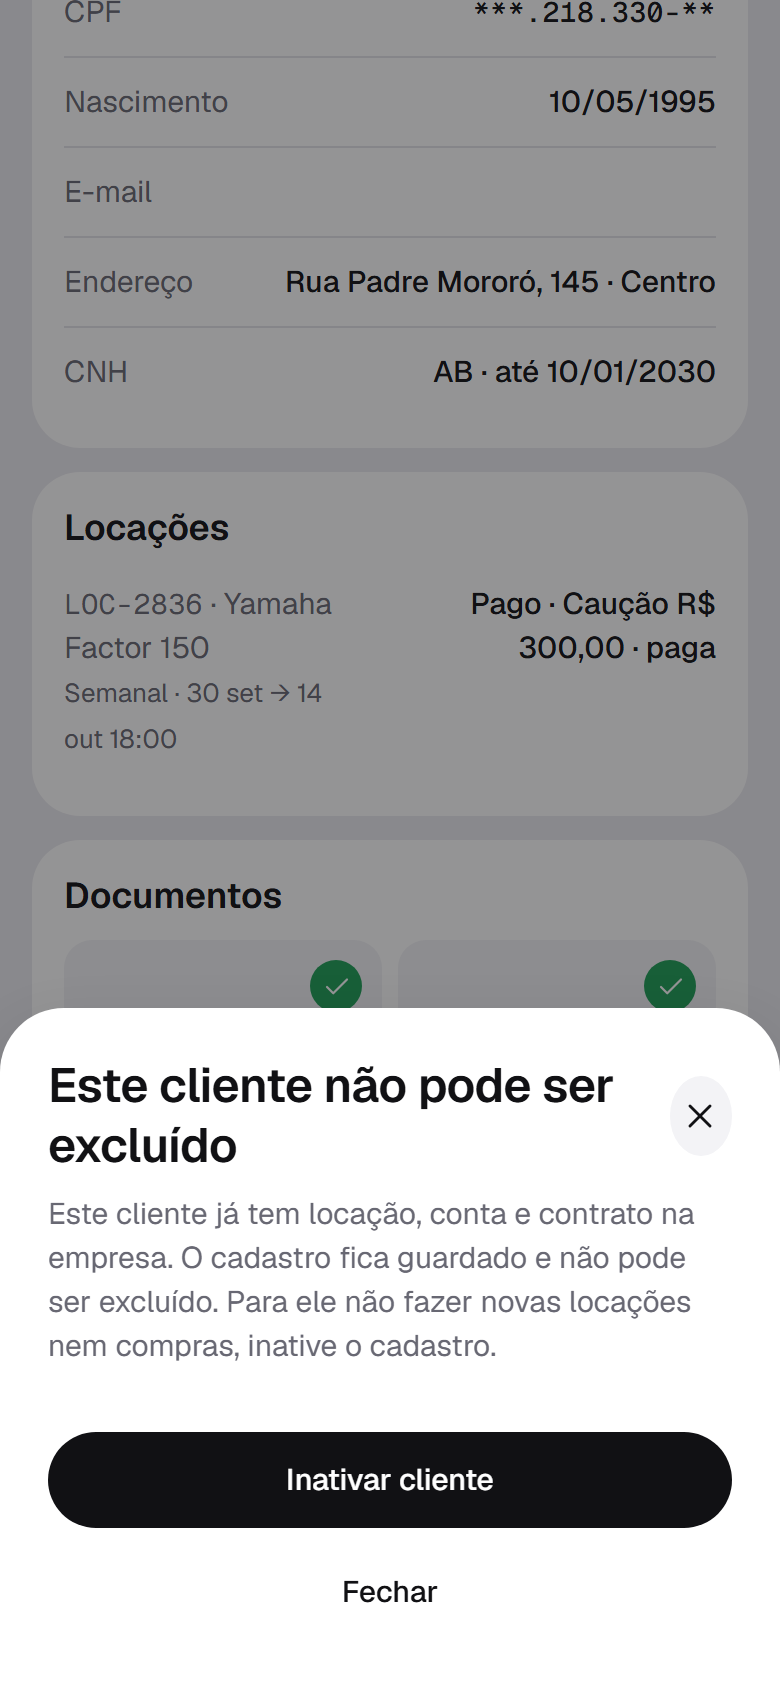 CPF ***.218.330-**
Nascimento 10/05/1995
E-mail
Endereço Rua Padre Mororó, 145 · Centro
CNH AB · até 10/01/2030
Locações
LOC-2836 · Yamaha Pago · Caução R$
Factor 150 300,00 · paga
Semanal · 30 set → 14
out 18:00
Documentos
Este cliente não pode ser
excluído
Este cliente já tem locação, conta e contrato na
empresa. O cadastro fica guardado e não pode
ser excluído. Para ele não fazer novas locações
nem compras, inative o cadastro.
Inativar cliente
Fechar